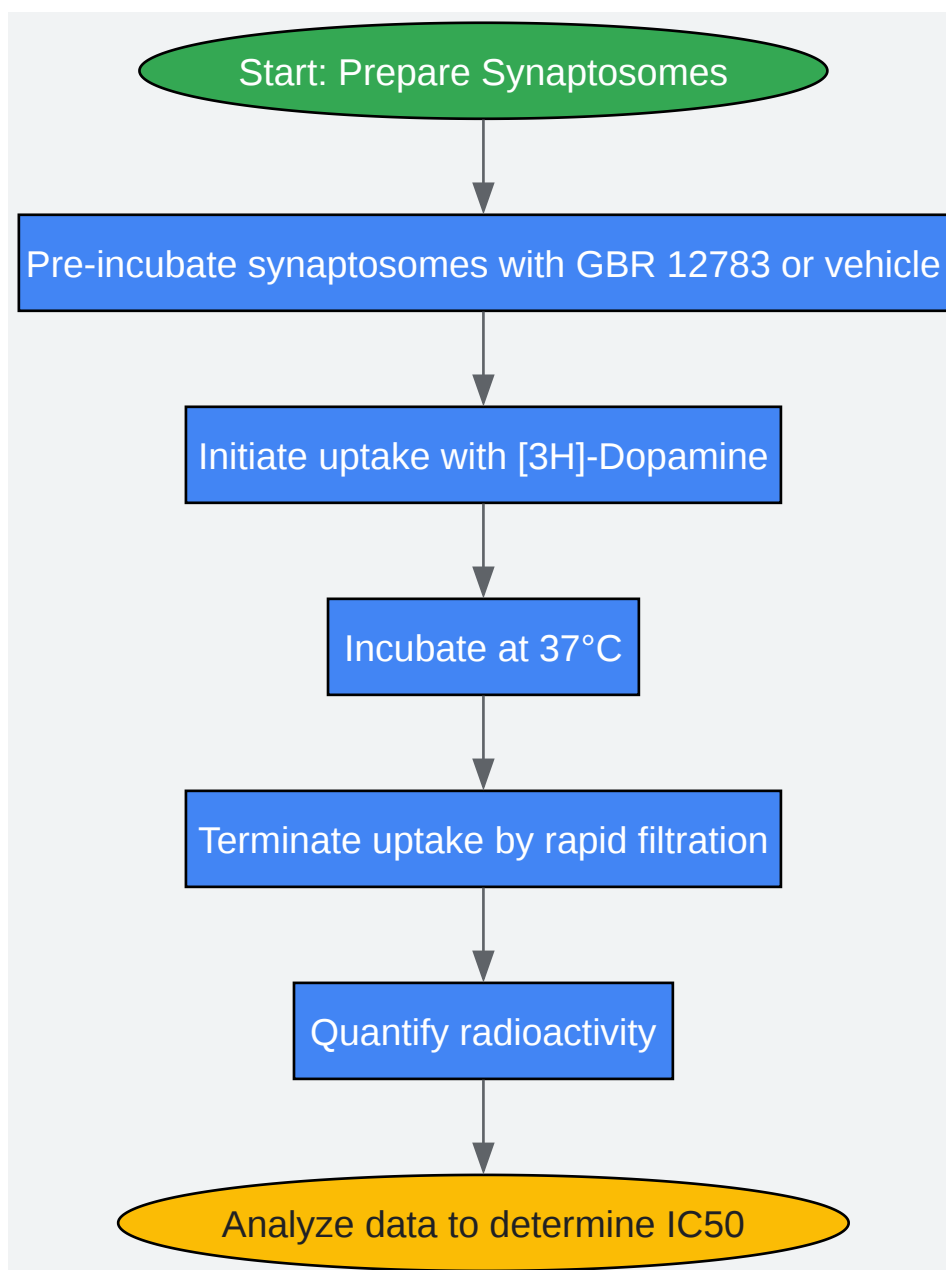 Start: Prepare Synaptosomes
Pre-incubate synaptosomes with GBR 12783 or vehicle
Initiate uptake with [3H]-Dopamine
Incubate at 37°C
Terminate uptake by rapid filtration
Quantify radioactivity
Analyze data to determine IC50